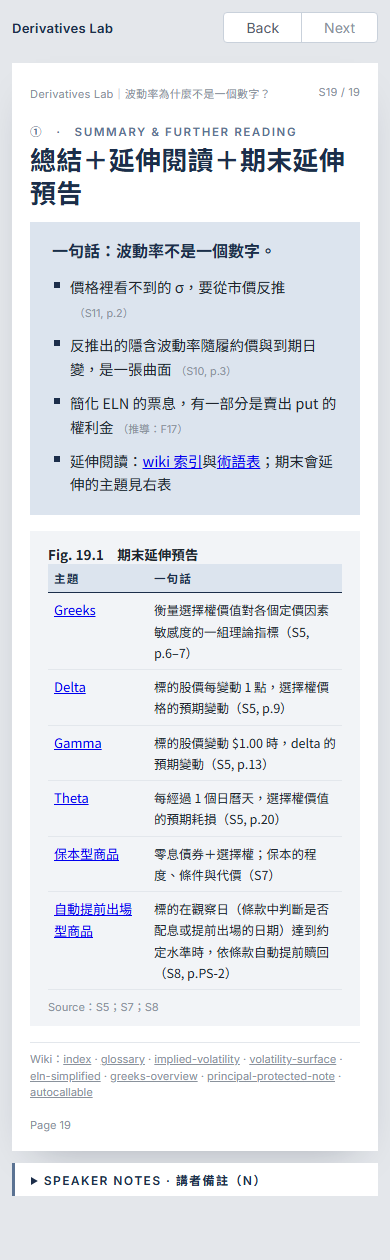 Derivatives Lab
Back
Next
Derivatives Lab｜波動率為什麼不是一個數字？
S19 / 19
① · SUMMARY & FURTHER READING
總結＋延伸閱讀＋期末延伸
預告
一句話：波動率不是一個數字。
價格裡看不到的 σ，要從市價反推
（S11, p.2）
反推出的隱含波動率隨履約價與到期日
變，是一張曲面（S10, p.3）
簡化 ELN 的票息，有一部分是賣出 put 的
權利金（推導：F17）
延伸閱讀：wiki 索引與術語表；期末會延
伸的主題見右表
Fig. 19.1 期末延伸預告
主題 一句話
Greeks 衡量選擇權價值對各個定價因素
敏感度的一組理論指標（S5,
p.6–7）
Delta 標的股價每變動 1 點，選擇權價
格的預期變動（S5, p.9）
Gamma 標的股價變動 $1.00 時，delta 的
預期變動（S5, p.13）
Theta 每經過 1 個日曆天，選擇權價值
的預期耗損（S5, p.20）
保本型商品 零息債券＋選擇權；保本的程
度、條件與代價（S7）
自動提前出場 標的在觀察日（條款中判斷是否
型商品 配息或提前出場的日期）達到約
定水準時，依條款自動提前贖回
（S8, p.PS-2）
Source：S5；S7；S8
Wiki：index · glossary · implied-volatility · volatility-surface ·
eln-simplified · greeks-overview · principal-protected-note ·
autocallable
Page 19
SPEAKER NOTES · 講者備註（N）